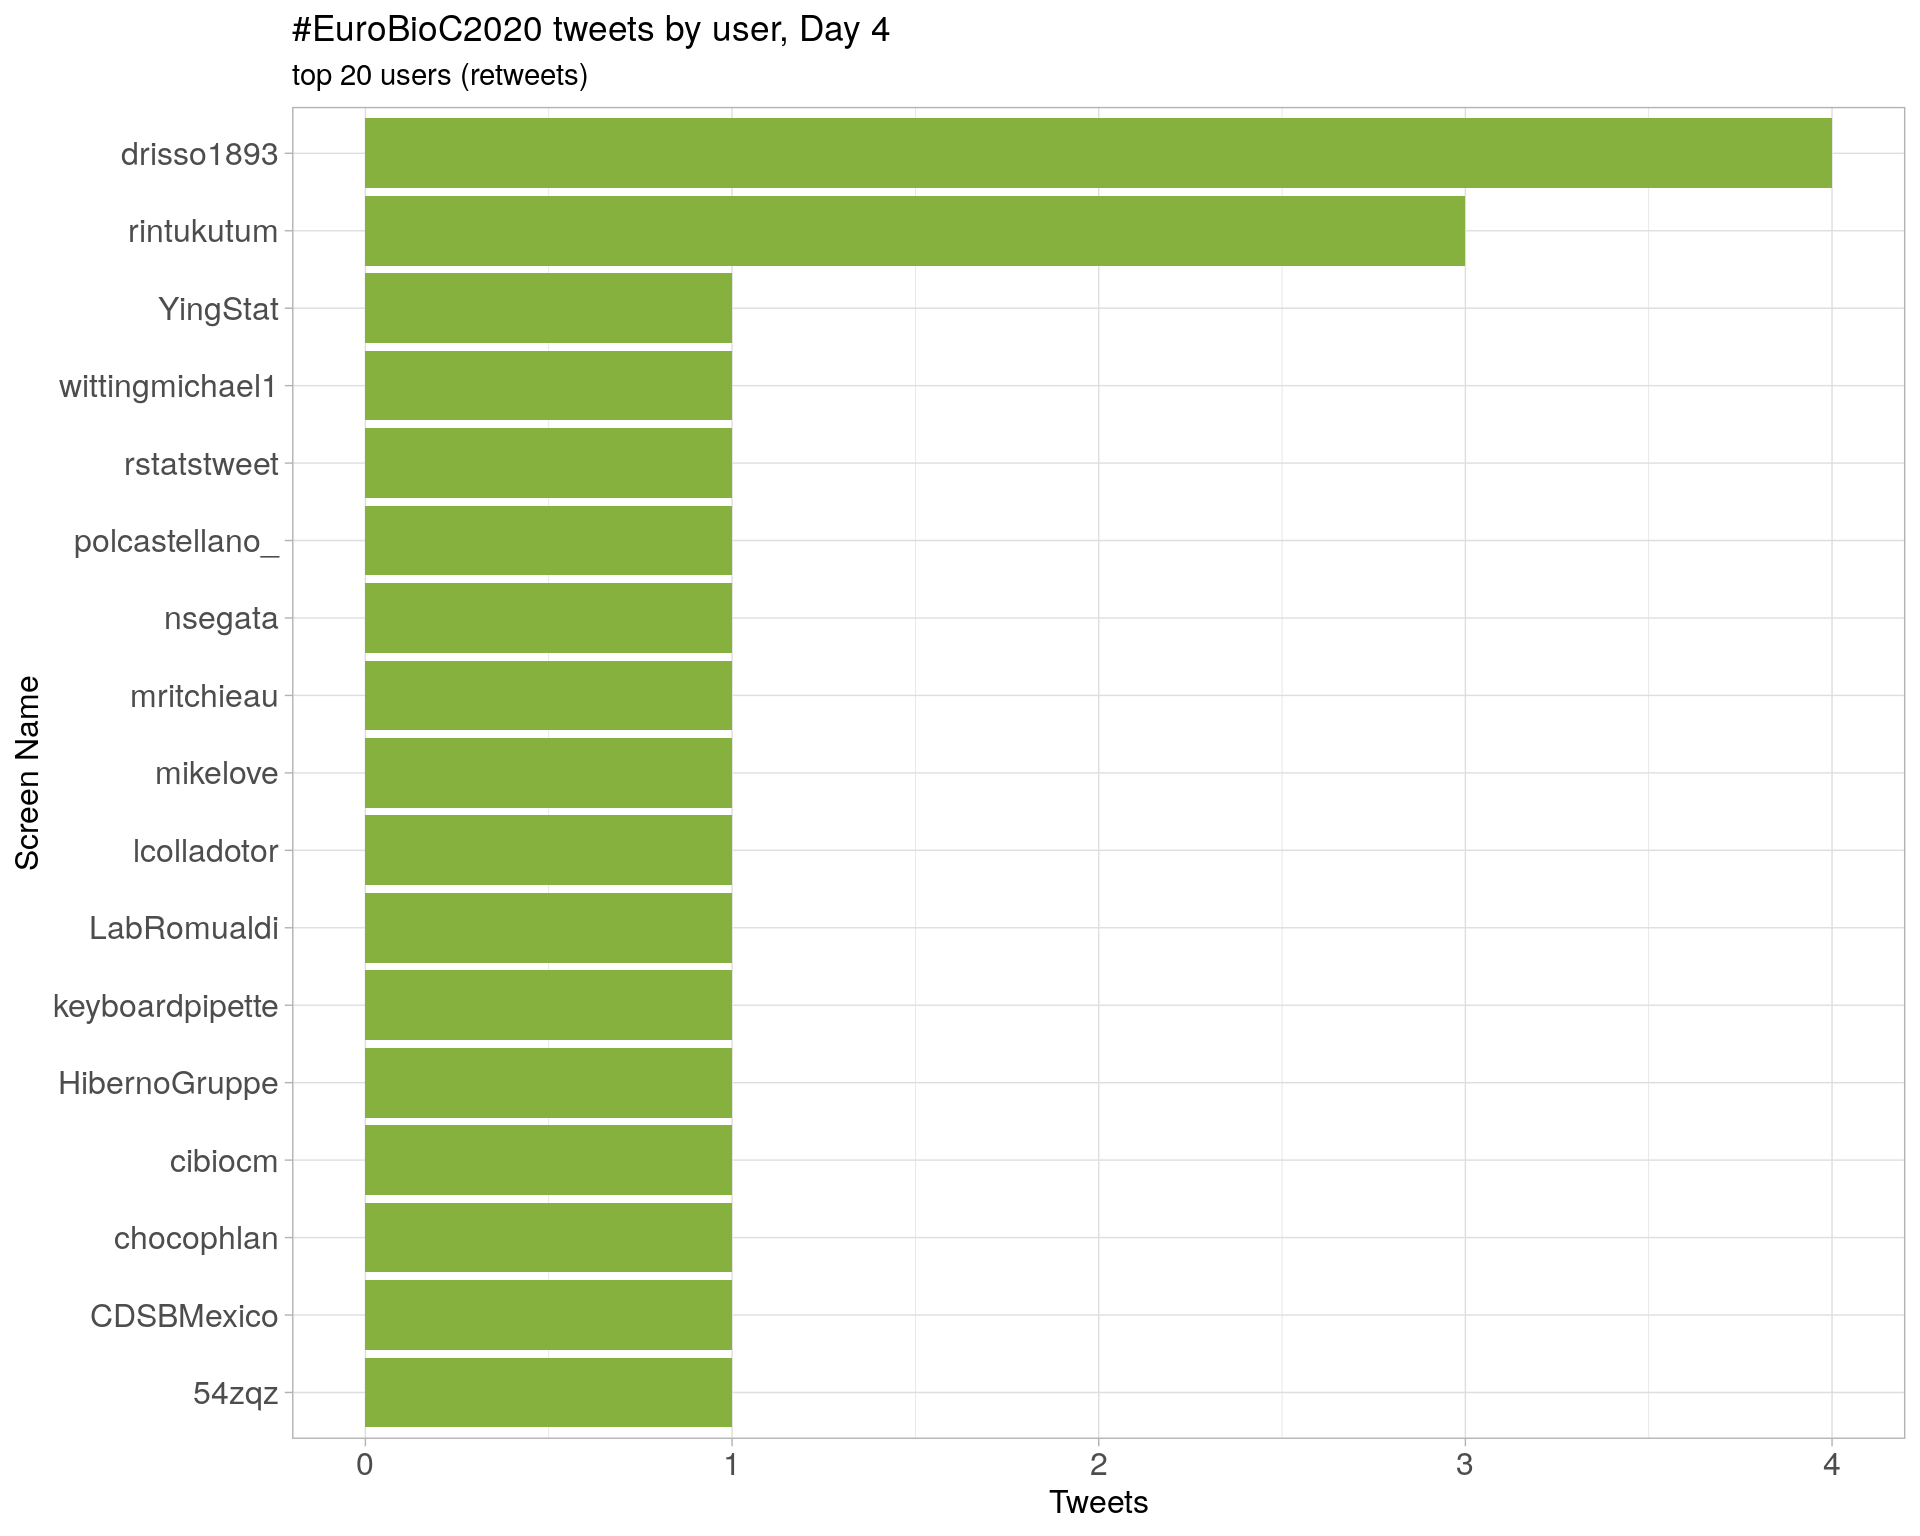 #EuroBioC2020 tweets by user, Day 4
top 20 users (retweets)
Screen Name
drisso1893
rintukutum
YingStat
wittingmichael1
rstatstweet
polcastellano_
nsegata
mritchieau
mikelove
lcolladotor
LabRomualdi
keyboardpipette
HibernoGruppe
cibiocm
chocophlan
CDSBMexico
54zqz
0 1 2 3 4
Tweets